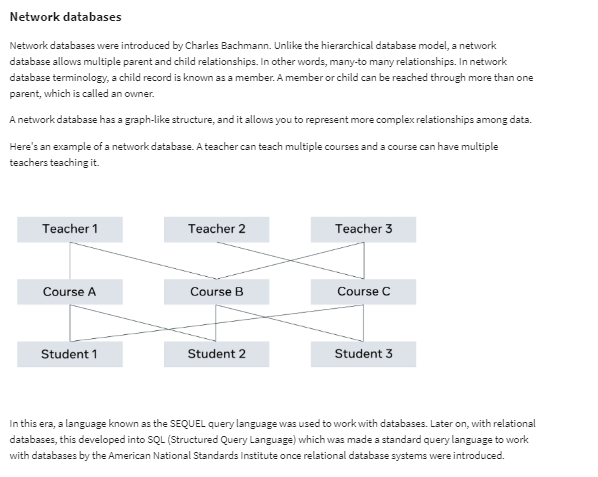 Network databases
Network databases were introduced by Charles Bachmann. Unlike the hierarchical database model, a network
database allows multiple parent and child relationships. In other words, many-to many relationships. In network
database terminology, a child record is known as a member. A member or child can be reached through more than one
parent, which is called an owner.
A network database has a graph-like structure, and it allows you to represent more complex relationships among data.
Here's an example of a network database. A teacher can teach multiple courses and a course can have multiple
teachers teaching it.
Teacher 1 Teacher 2 Teacher 3
Course A Course B Course C
Student 1 Student 2 Student 3
In this era, a language known as the SEQUEL query language was used to work with databases. Later on, with relational
databases, this developed into SQL (Structured Query Language) which was made a standard query language to work
with databases by the American National Standards Institute once relational database systems were introduced.